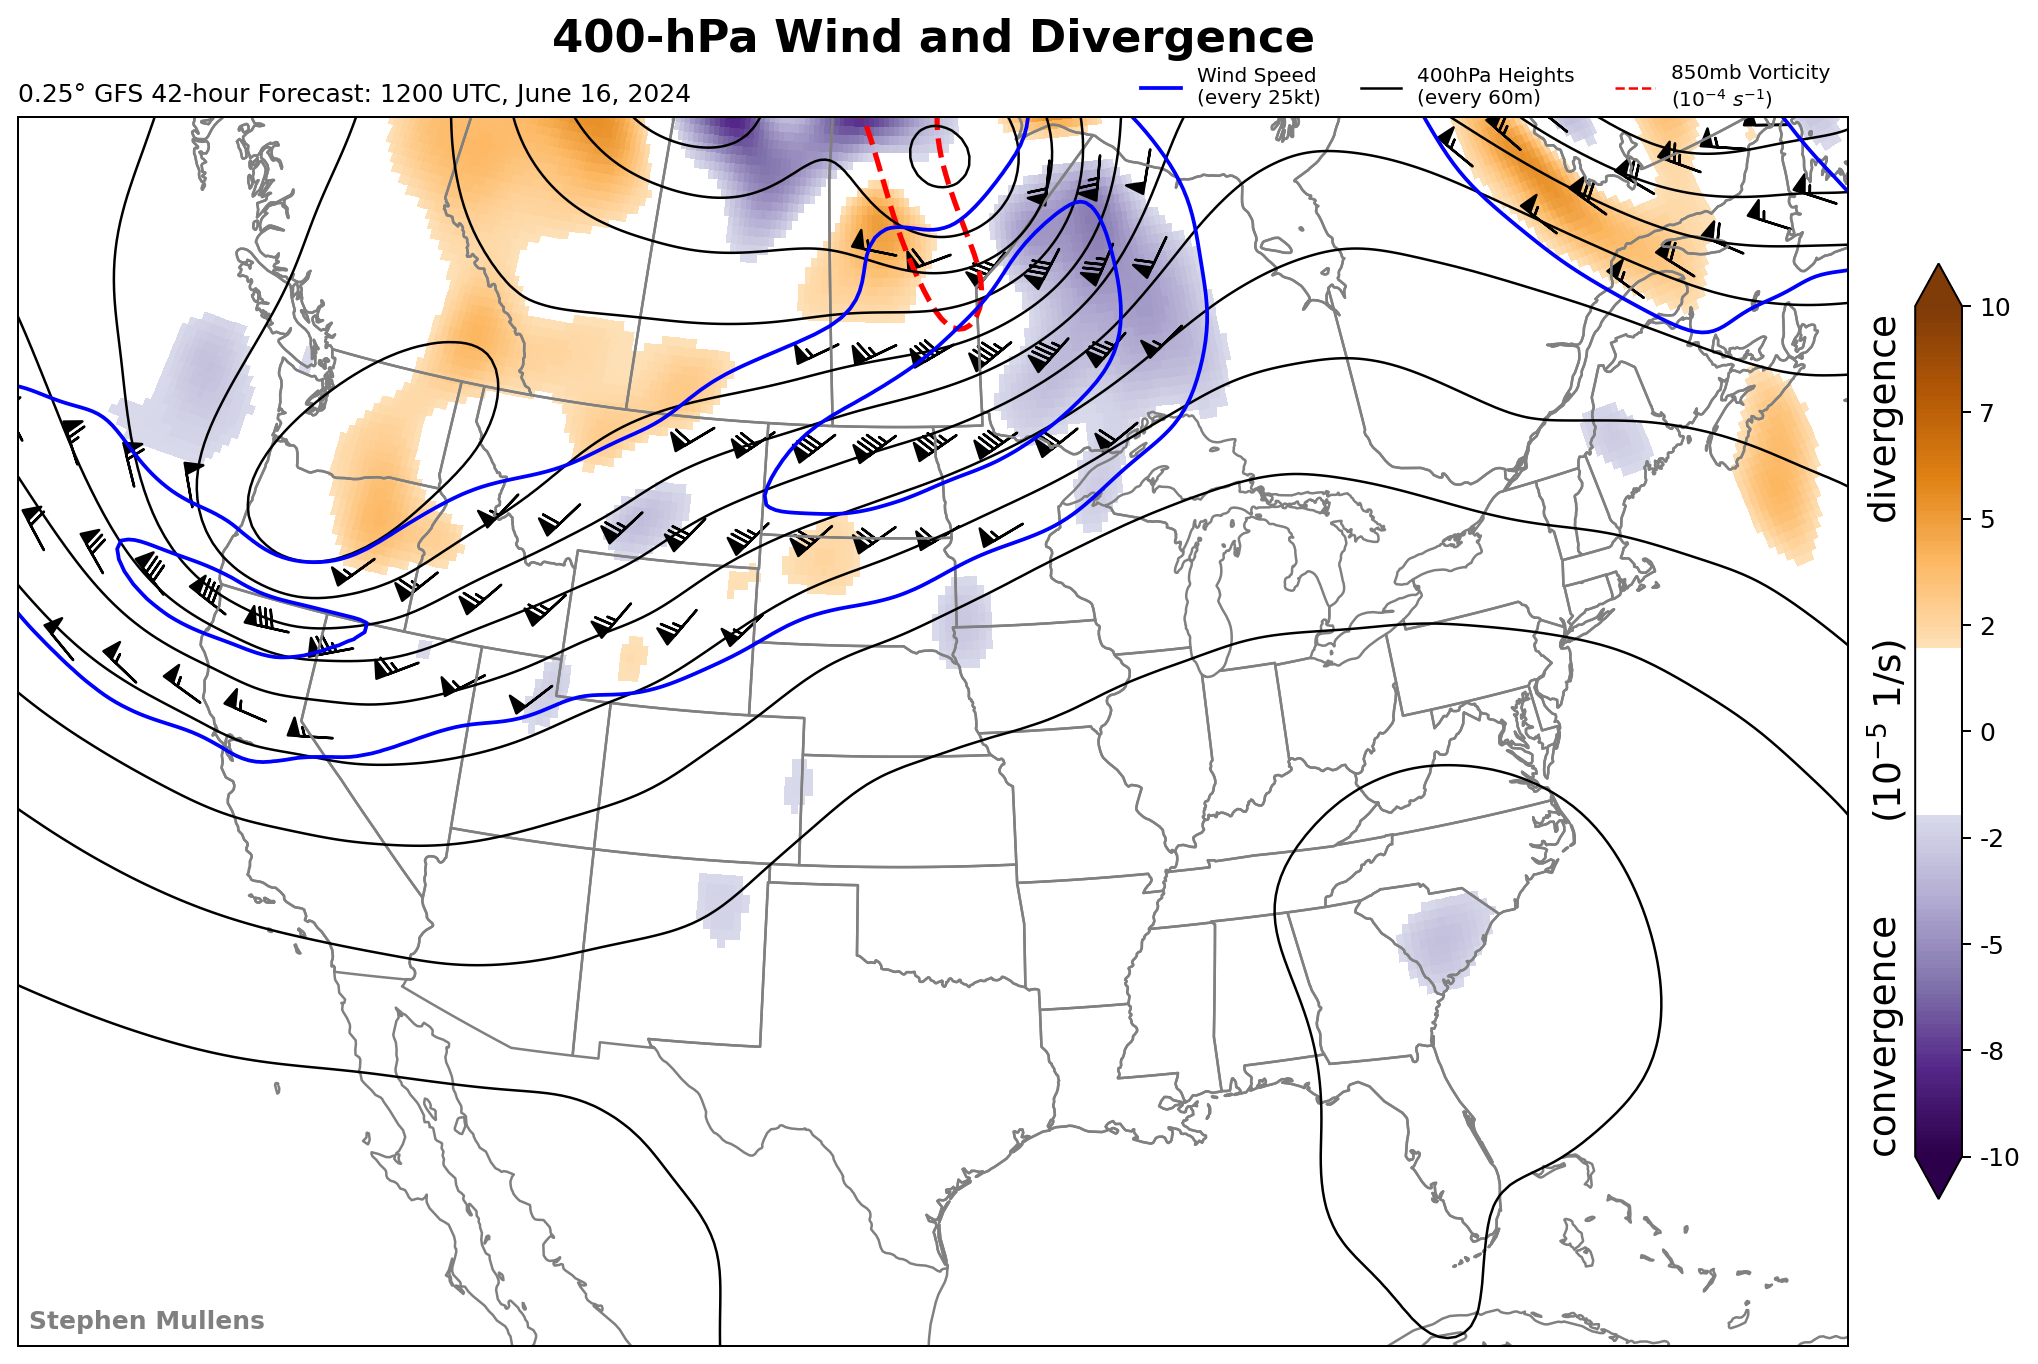 400-hPa Wind and Divergence
0.25° GFS 42-hour Forecast: 1200 UTC, June 16, 2024
Wind Speed
(every 25kt)
400hPa Heights
(every 60m)
850mb Vorticity
(10⁻⁴ s⁻¹)
10
7
5
2
0
-2
-5
-8
-10
convergence (10⁻⁵ 1/s) divergence
Stephen Mullens